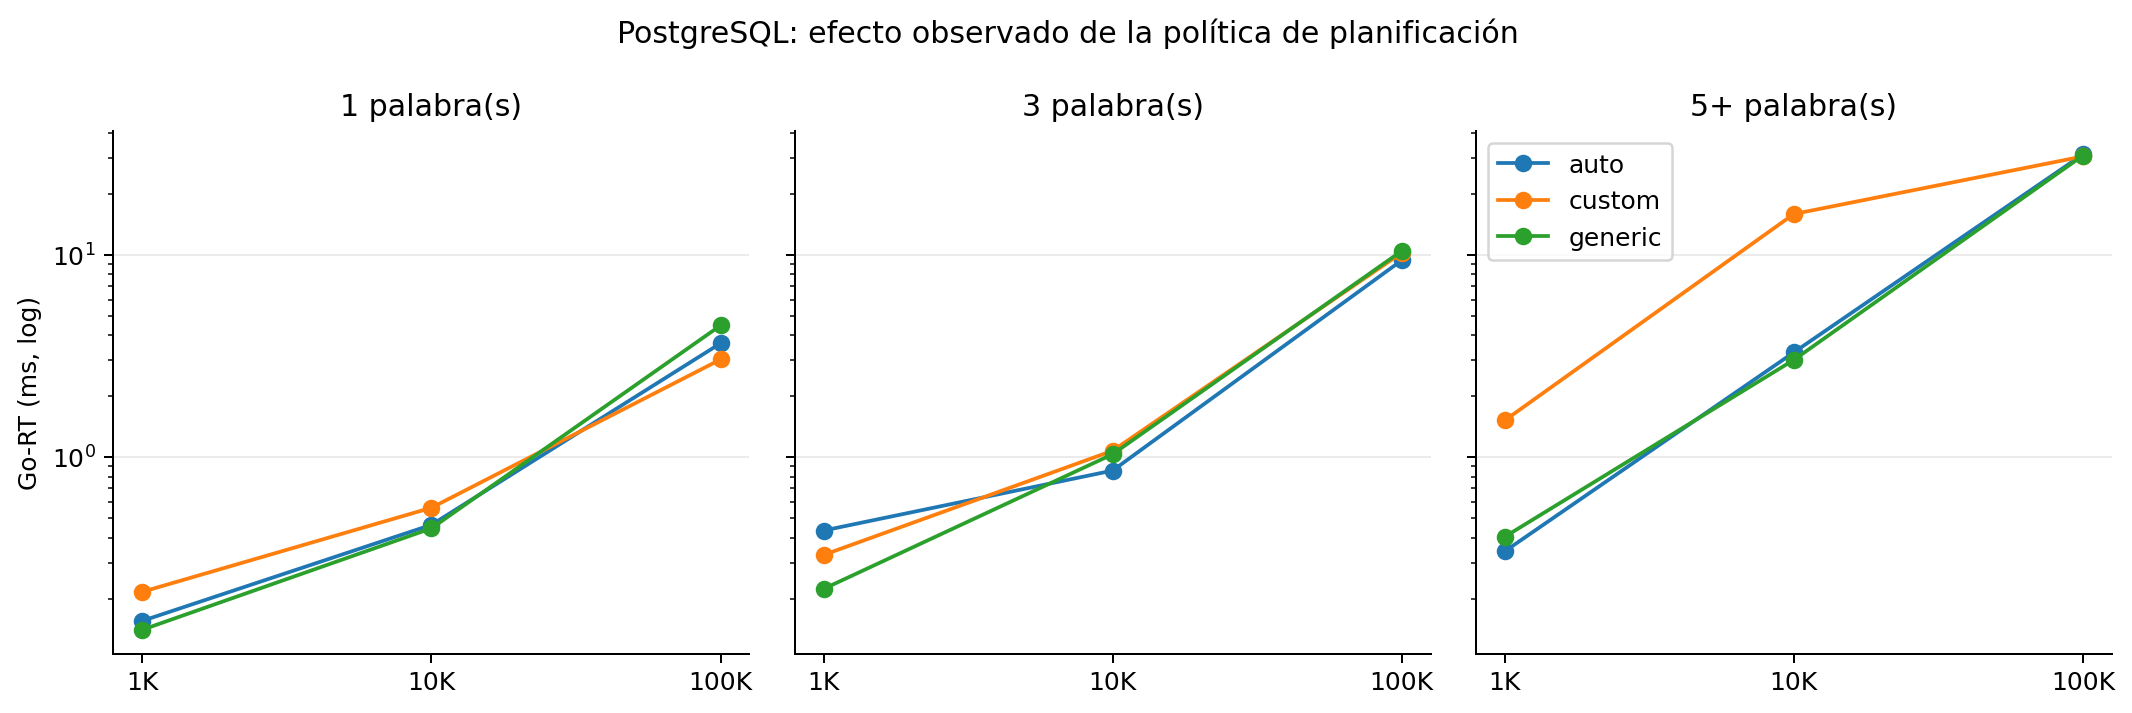 PostgreSQL: efecto observado de la política de planificación
1 palabra(s)
3 palabra(s)
5+ palabra(s)
Go-RT (ms, log)
10¹
10⁰
1K
10K
100K
1K
10K
100K
auto
custom
generic
1K
10K
100K